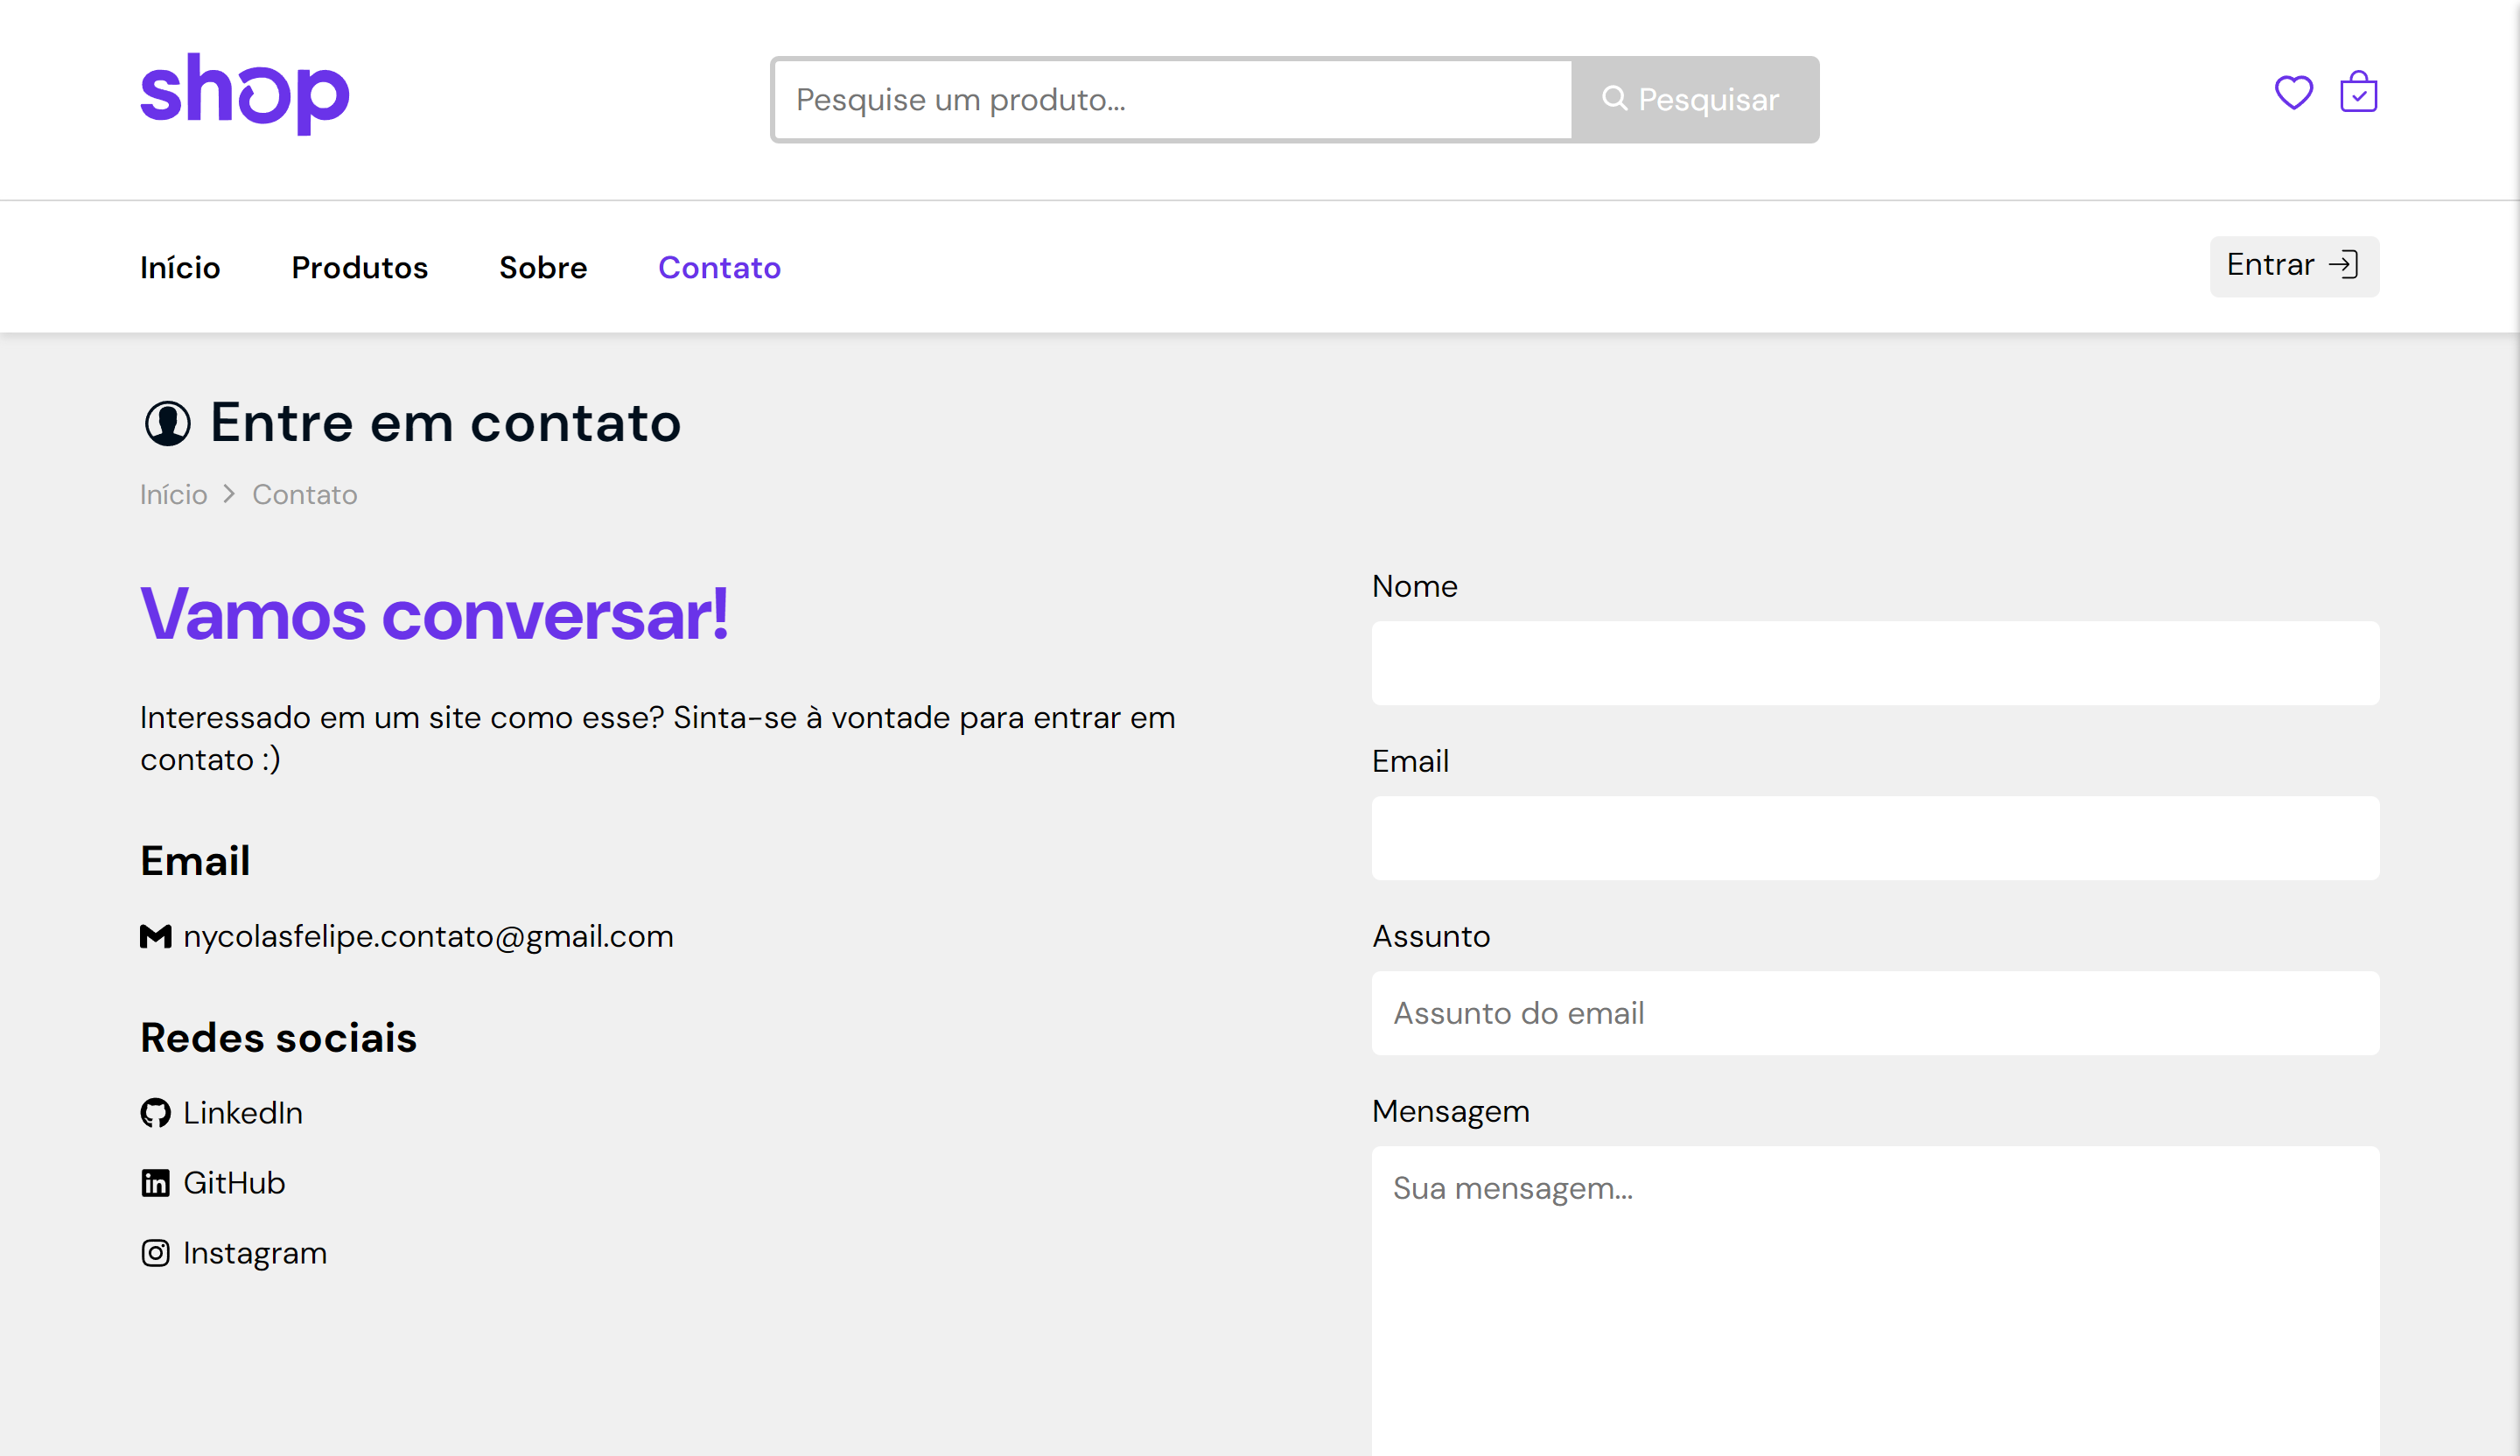 shop
Pesquise um produto...
Pesquisar
Início
Produtos
Sobre
Contato
Entrar
Entre em contato
Início > Contato
Vamos conversar!
Interessado em um site como esse? Sinta-se à vontade para entrar em
contato :)
Email
nycolasfelipe.contato@gmail.com
Redes sociais
LinkedIn
GitHub
Instagram
Nome
Email
Assunto
Assunto do email
Mensagem
Sua mensagem...